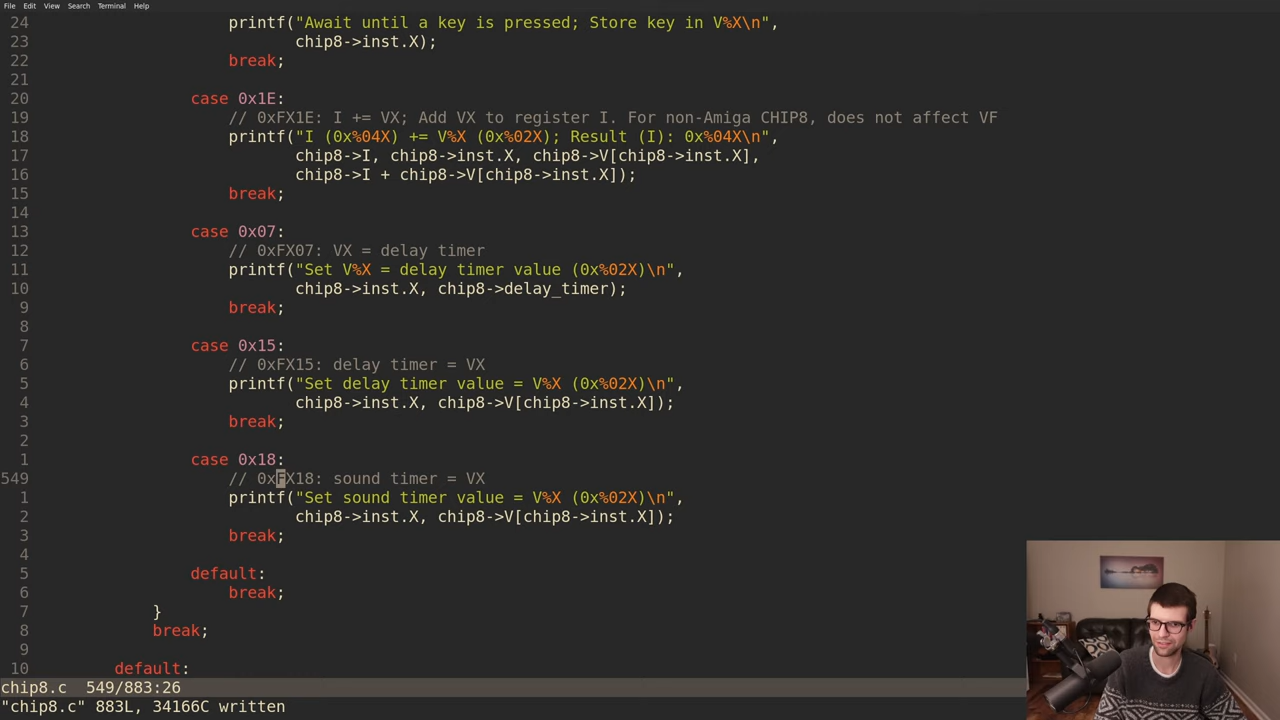 File Edit View Search Terminal Help
24 printf("Await until a key is pressed; Store key in V%X\n",
23 chip8->inst.X);
22 break;
21
20 case 0x1E:
19 // 0xFX1E: I += VX; Add VX to register I. For non-Amiga CHIP8, does not affect VF
18 printf("I (0x%04X) += V%X (0x%02X); Result (I): 0x%04X\n",
17 chip8->I, chip8->inst.X, chip8->V[chip8->inst.X],
16 chip8->I + chip8->V[chip8->inst.X]);
15 break;
14
13 case 0x07:
12 // 0xFX07: VX = delay timer
11 printf("Set V%X = delay timer value (0x%02X)\n",
10 chip8->inst.X, chip8->delay_timer);
9 break;
8
7 case 0x15:
6 // 0xFX15: delay timer = VX
5 printf("Set delay timer value = V%X (0x%02X)\n",
4 chip8->inst.X, chip8->V[chip8->inst.X]);
3 break;
2
1 case 0x18:
549 // 0xFX18: sound timer = VX
1 printf("Set sound timer value = V%X (0x%02X)\n",
2 chip8->inst.X, chip8->V[chip8->inst.X]);
3 break;
4
5 default:
6 break;
7 }
8 break;
9
10 default:
chip8.c 549/883:26
"chip8.c" 883L, 34166C written